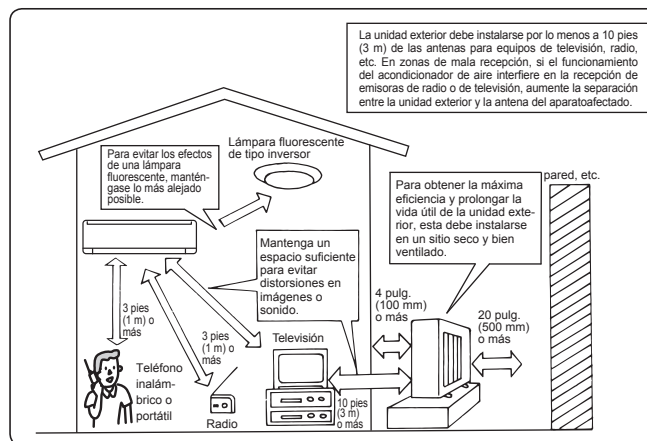 La unidad exterior debe instalarse por lo menos a 10 pies
(3 m) de las antenas para equipos de televisión, radio,
etc. En zonas de mala recepción, si el funcionamiento
del acondicionador de aire interfiere en la recepción de
emisoras de radio o de televisión, aumente la separación
entre la unidad exterior y la antena del aparatoafectado.
Lámpara fluorescente
de tipo inversor
Para evitar los efectos
de una lámpara
fluorescente, mantén-
gase lo más alejado
posible.
Para obtener la máxima
eficiencia y prolongar la
vida útil de la unidad exte-
rior, esta debe instalarse
en un sitio seco y bien
ventilado.
pared, etc.
Mantenga un
espacio suficiente
para evitar
distorsiones en
imágenes o
sonido.
4 pulg.
(100 mm)
o más
20 pulg.
(500 mm)
o más
3 pies
(1 m) o
más
3 pies
(1 m) o
más
Televisión
Teléfono
inalám-
brico o
portátil
Radio
10 pies
(3 m)
o más